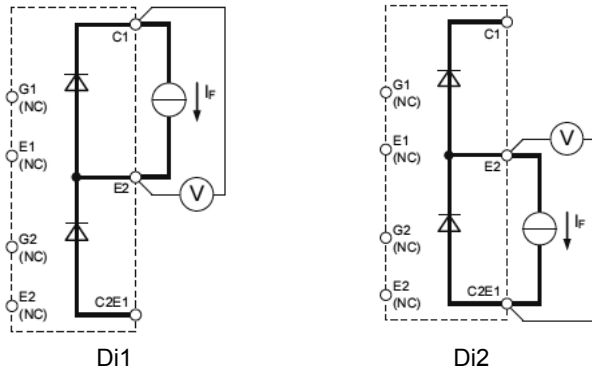 C1
G1
(NC)
IF
E1
(NC)
E2
V
G2
(NC)
E2
(NC)
C2E1
Di1
C1
G1
(NC)
E1
(NC)
V
E2
G2
(NC)
IF
E2
(NC)
C2E1
Di2